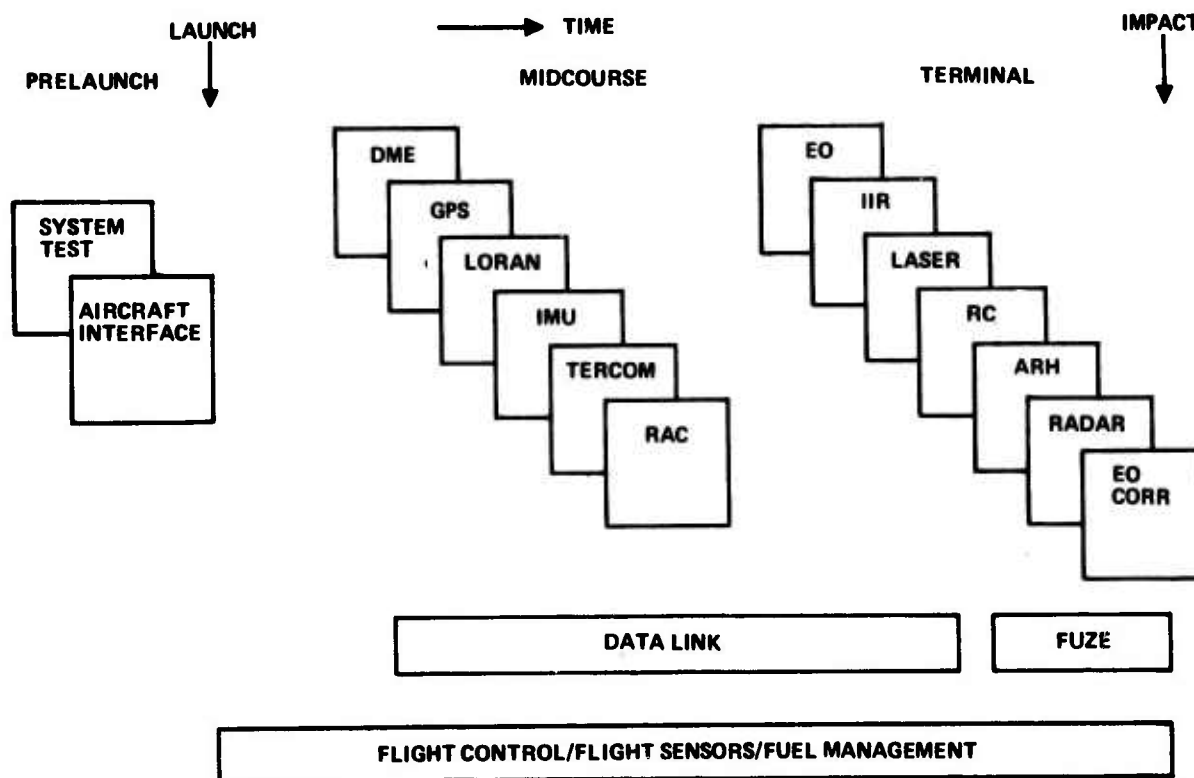 LAUNCH
TIME
IMPACT
PRELAUNCH
MIDCOURSE
TERMINAL
SYSTEM
TEST
AIRCRAFT
INTERFACE
DME
GPS
LORAN
IMU
TERCOM
RAC
EO
IIR
LASER
RC
ARH
RADAR
EO
CORR
DATA LINK
FUZE
FLIGHT CONTROL/FLIGHT SENSORS/FUEL MANAGEMENT